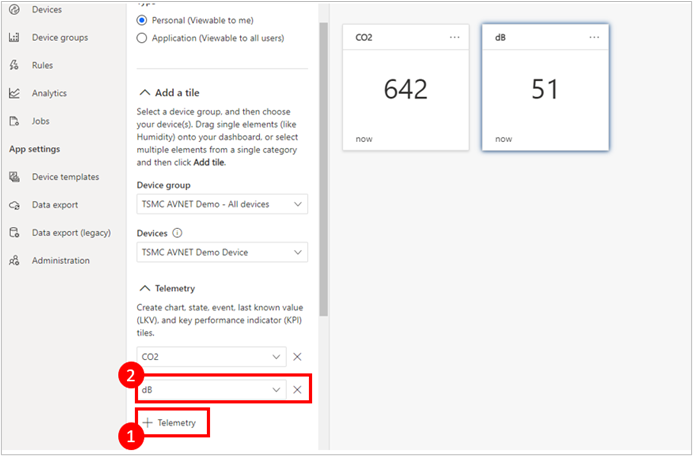 Devices
Device groups
Rules
Analytics
Jobs
App settings
Device templates
Data export
Data export (legacy)
Administration
Personal (Viewable to me)
Application (Viewable to all users)
Add a tile
Select a device group, and then choose
your device(s). Drag single elements (like
Humidity) onto your dashboard, or select
multiple elements from a single category
and then click Add tile.
Device group
TSMC AVNET Demo - All devices
Devices
TSMC AVNET Demo Device
Telemetry
Create chart, state, event, last known value
(LKV), and key performance indicator (KPI)
tiles.
CO2
2
dB
+ Telemetry
1
CO2 ...
642
now
dB ...
51
now